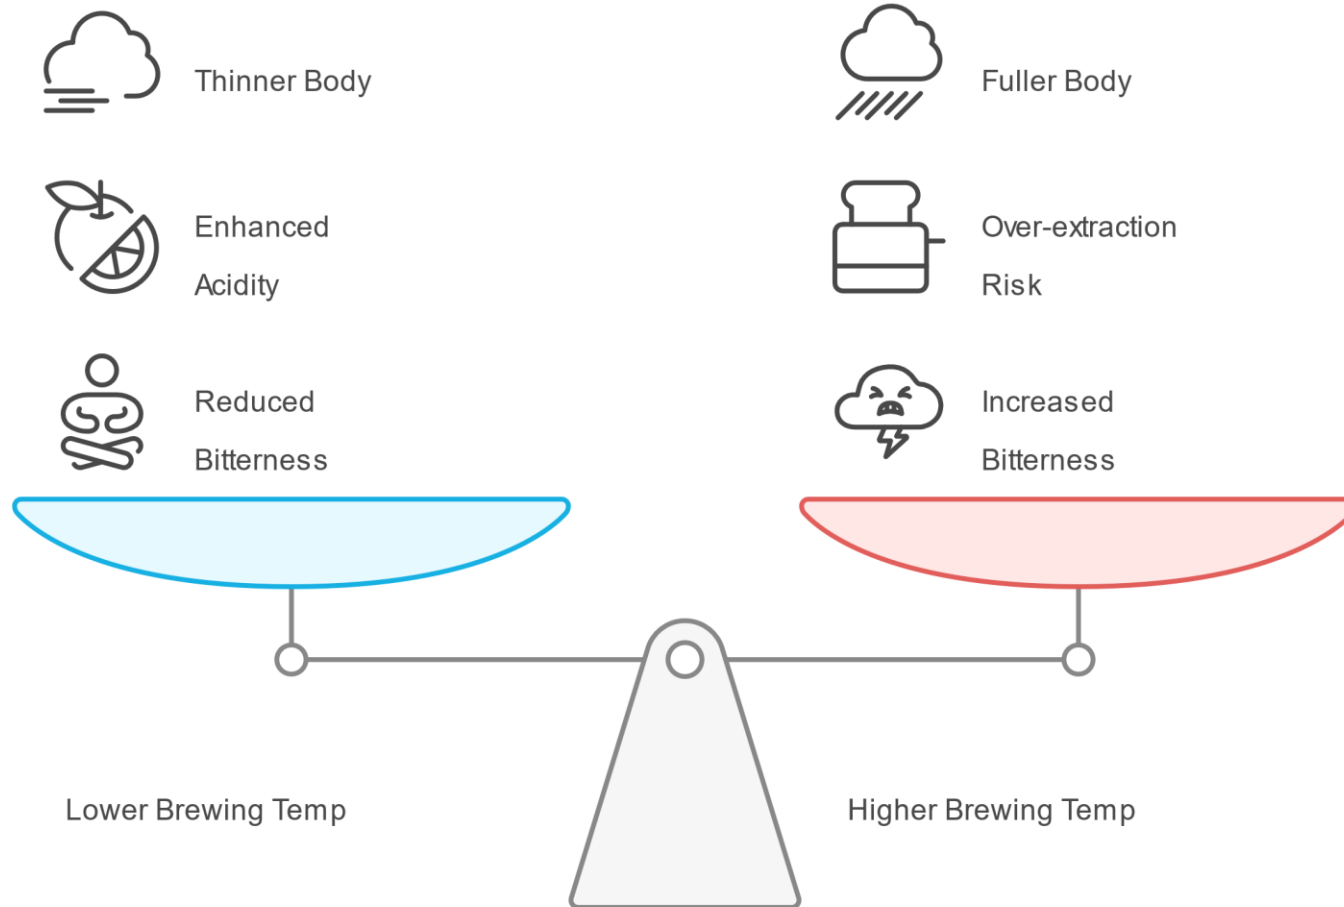 Thinner Body
Enhanced
Acidity
Reduced
Bitterness
Fuller Body
Over-extraction
Risk
Increased
Bitterness
Lower Brewing Temp
Higher Brewing Temp